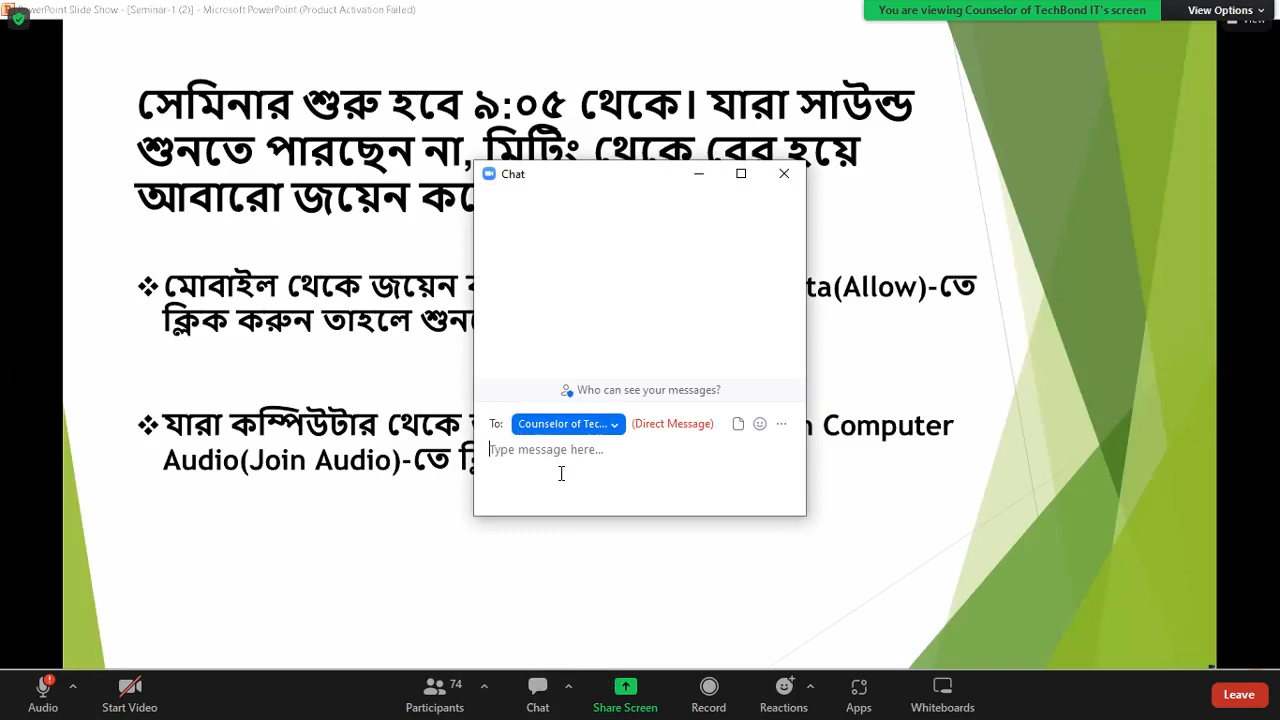 PowerPoint Slide Show - [Seminar-1 (2)] - Microsoft PowerPoint (Product Activation Failed)
You are viewing Counselor of TechBond IT's screen
View Options
View
সেমিনার শুরু হবে ৯:০৫ থেকে। যারা সাউন্ড
শুনতে পারছেন না, মিটিং থেকে বের হয়ে
আবারো জয়েন
Chat
মোবাইল থেকে জয়েন
ta(Allow)-তে
ক্লিক করুন তাহলে
Who can see your messages?
To: Counselor of Tec... (Direct Message)
যারা কম্পিউটার থেকে
Computer
Type message here...
Audio(Join Audio)-তে
Audio
Start Video
74
Participants
Chat
Share Screen
Record
Reactions
Apps
Whiteboards
Leave